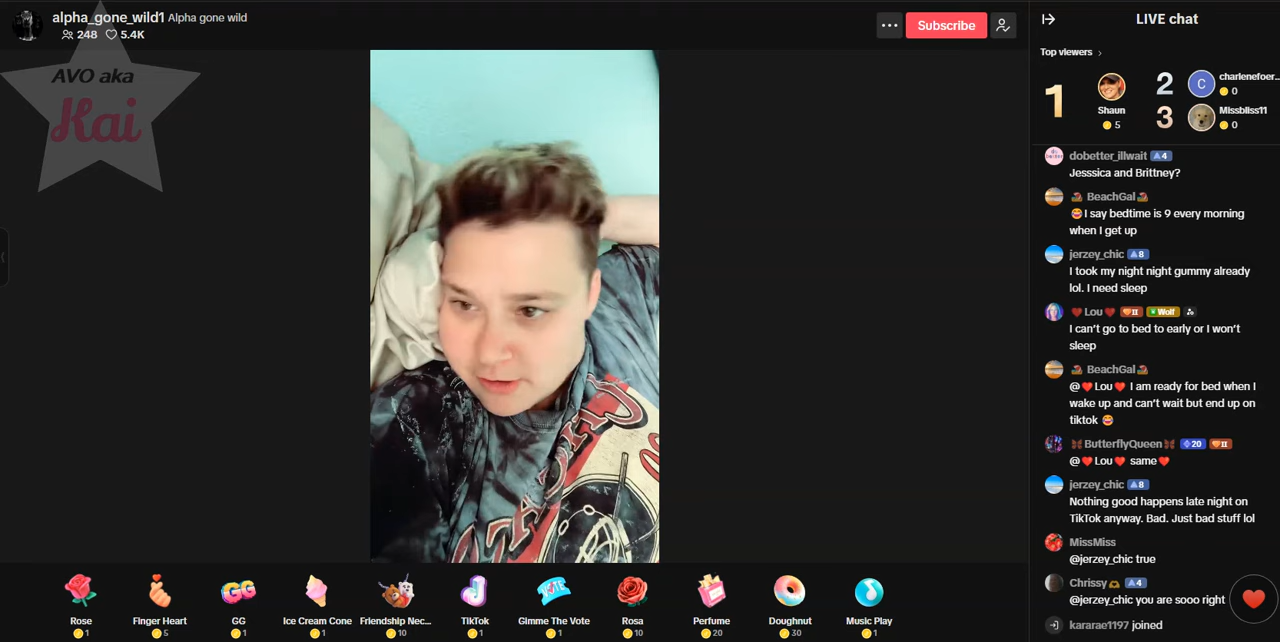 alpha_gone_wild1 Alpha gone wild
248 5.4K
Subscribe
AVO aka
Kai
LIVE chat
Top viewers
1
Shaun
5
2
charlenefoer...
0
3
Missbliss11
0
dobetter_illwait 4
Jesssica and Brittney?
BeachGal
I say bedtime is 9 every morning
when I get up
jerzey_chic 8
I took my night night gummy already
lol. I need sleep
Lou II Wolf
I can't go to bed to early or I won't
sleep
BeachGal
@❤️Lou❤️ I am ready for bed when I
wake up and can't wait but end up on
tiktok 😂
ButterflyQueen 20 II
@❤️Lou❤️ same❤️
jerzey_chic 8
Nothing good happens late night on
TikTok anyway. Bad. Just bad stuff lol
MissMiss
@jerzey_chic true
Chrissy 4
@jerzey_chic you are sooo right
kararae1197 joined
GG
VOTE
Rose
1
Finger Heart
5
GG
1
Ice Cream Cone
1
Friendship Nec...
10
TikTok
1
Gimme The Vote
1
Rosa
10
Perfume
20
Doughnut
30
Music Play
1